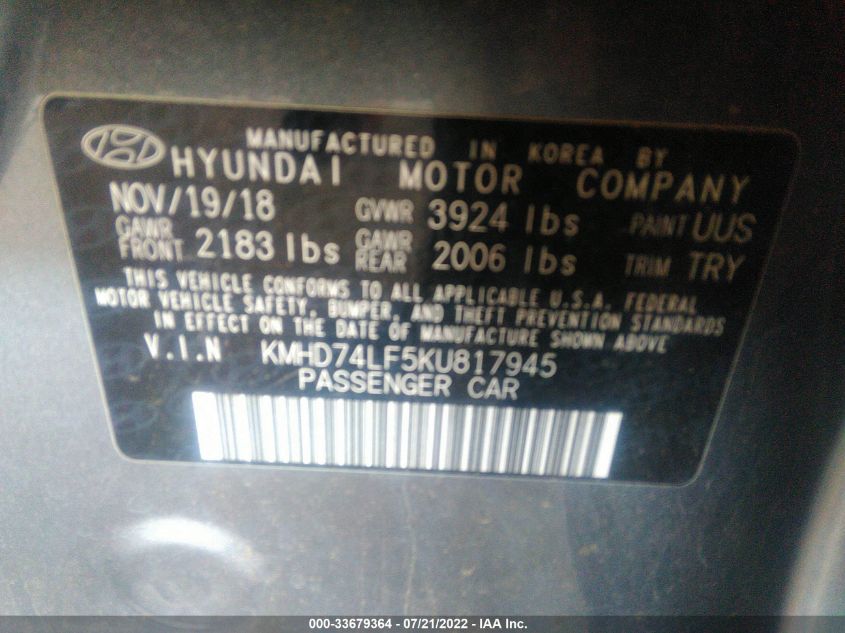 MANUFACTURED IN KOREA BY
HYUNDAI MOTOR COMPANY
NOV/19/18 GVWR 3924 lbs PAINT UUS
GAWR FRONT 2183 lbs GAWR REAR 2006 lbs TRIM TRY
THIS VEHICLE CONFORMS TO ALL APPLICABLE U.S.A. FEDERAL
MOTOR VEHICLE SAFETY, BUMPER, AND THEFT PREVENTION STANDARDS
IN EFFECT ON THE DATE OF MANUFACTURE SHOWN ABOVE
V.I.N KMHD74LF5KU817945
PASSENGER CAR
000-33679364 - 07/21/2022 - IAA Inc.